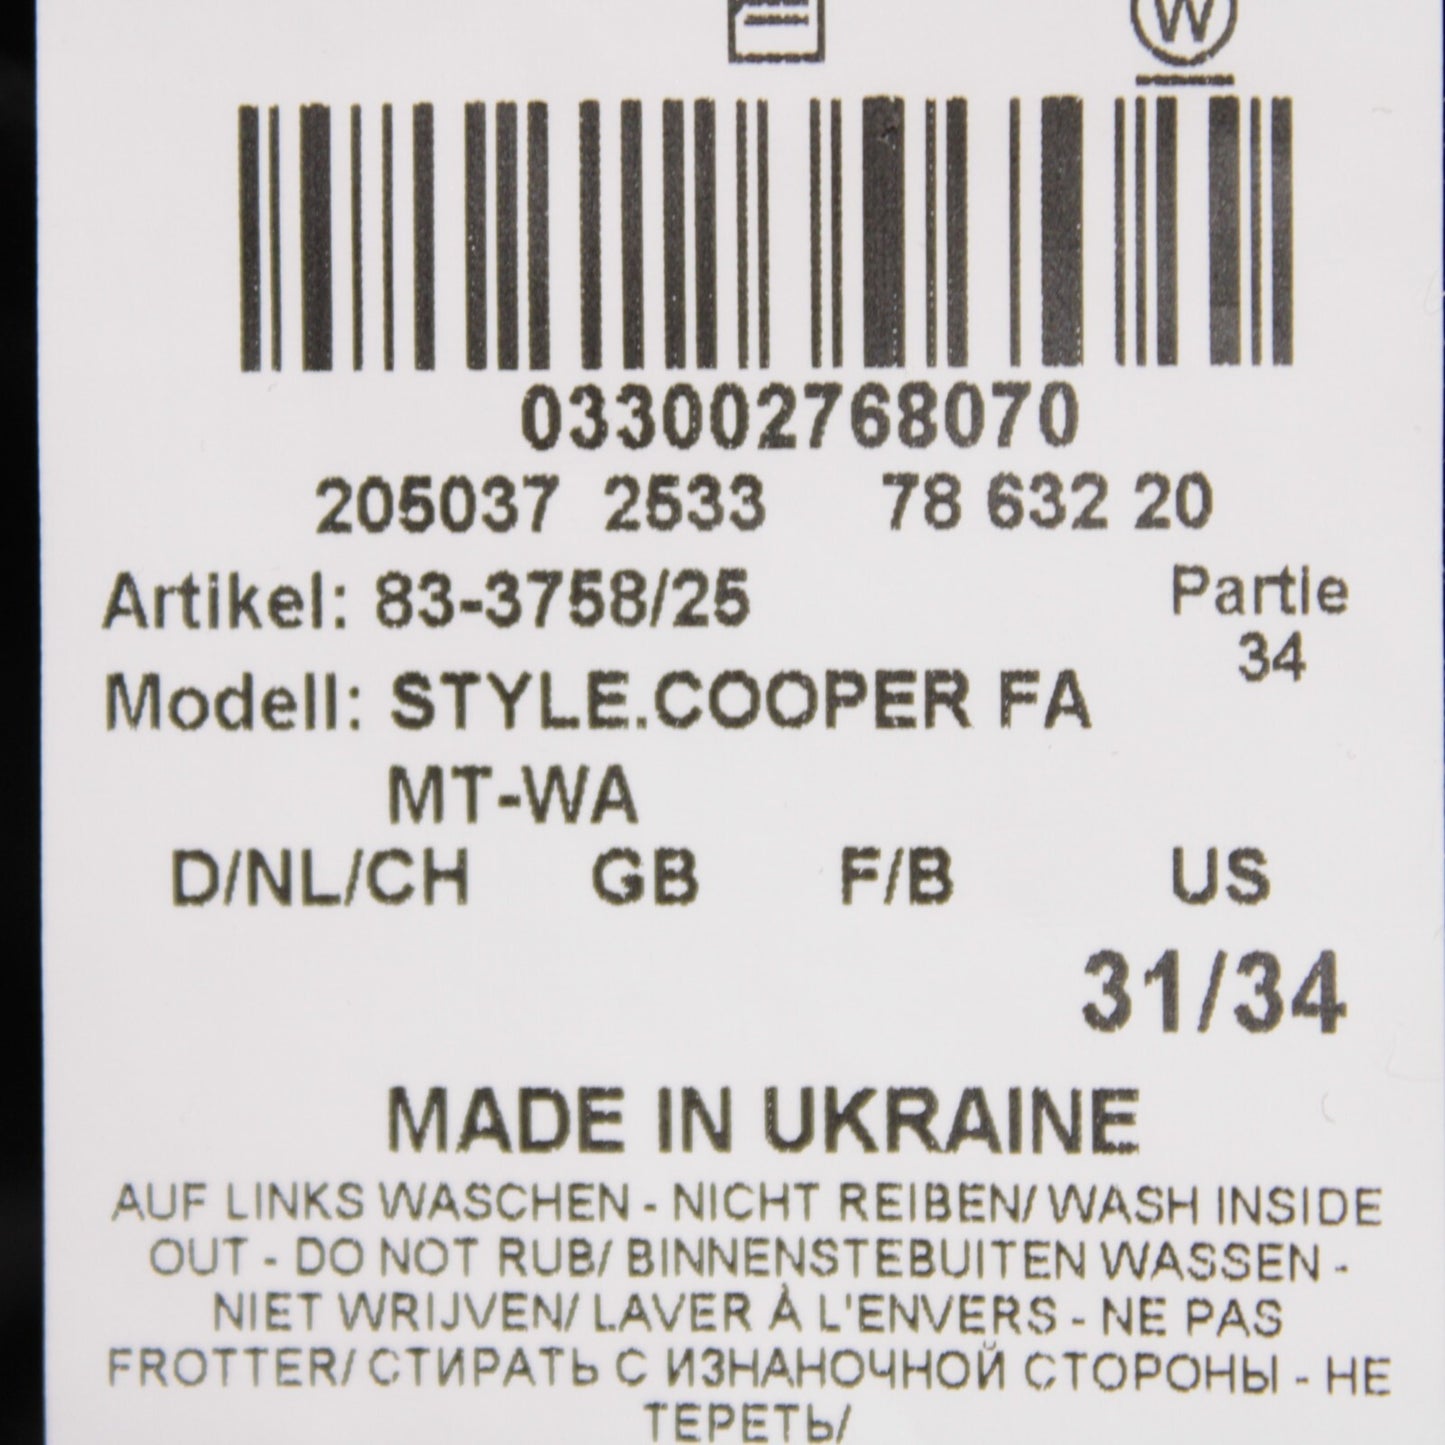 W
033002768070
205037 2533 78 632 20
Artikel: 83-3758/25 Partie
34
Modell: STYLE.COOPER FA
MT-WA
D/NL/CH GB F/B US
31/34
MADE IN UKRAINE
AUF LINKS WASCHEN - NICHT REIBEN/ WASH INSIDE
OUT - DO NOT RUB/ BINNENSTEBUITEN WASSEN -
NIET WRIJVEN/ LAVER À L'ENVERS - NE PAS
FROTTER/ СТИРАТЬ С ИЗНАНОЧНОЙ СТОРОНЫ - НЕ
ТЕРЕТЬ/